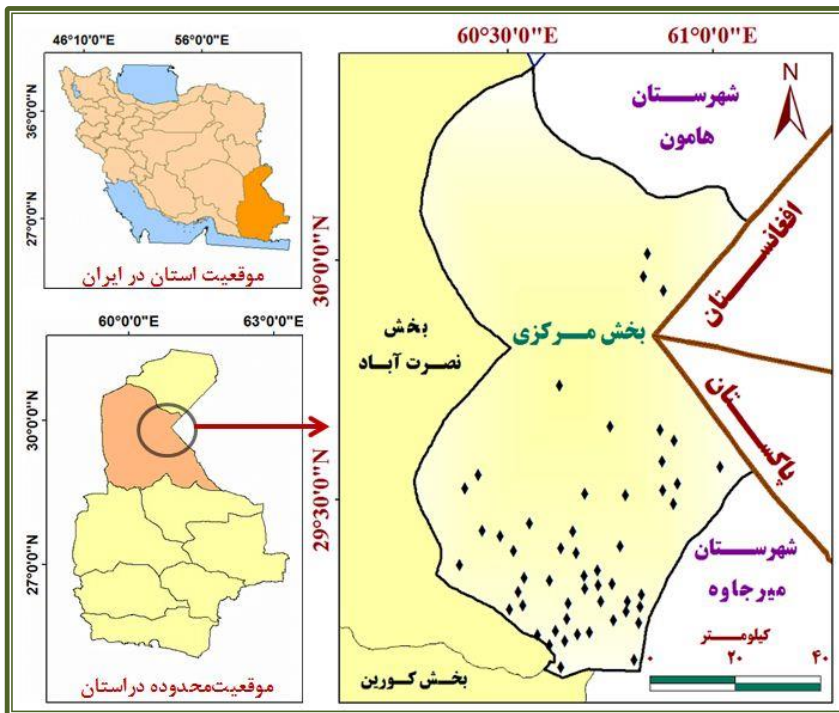 46°10'0"E 56°0'0"E
36°0'0"N
27°0'0"N
موقعیت استان در ایران
60°0'0"E 63°0'0"E
30°0'0"N
27°0'0"N
موقعیت محدوده در استان
60°30'0"E 61°0'0"E
30°0'0"N
29°30'0"N
N
شهرستان
هامون
افغانستان
بخش مرکزی
بخش
نصرت آباد
پاکستان
شهرستان
میرجاوه
کیلومتر
۰ ۲۰ ۴۰
بخش کورین